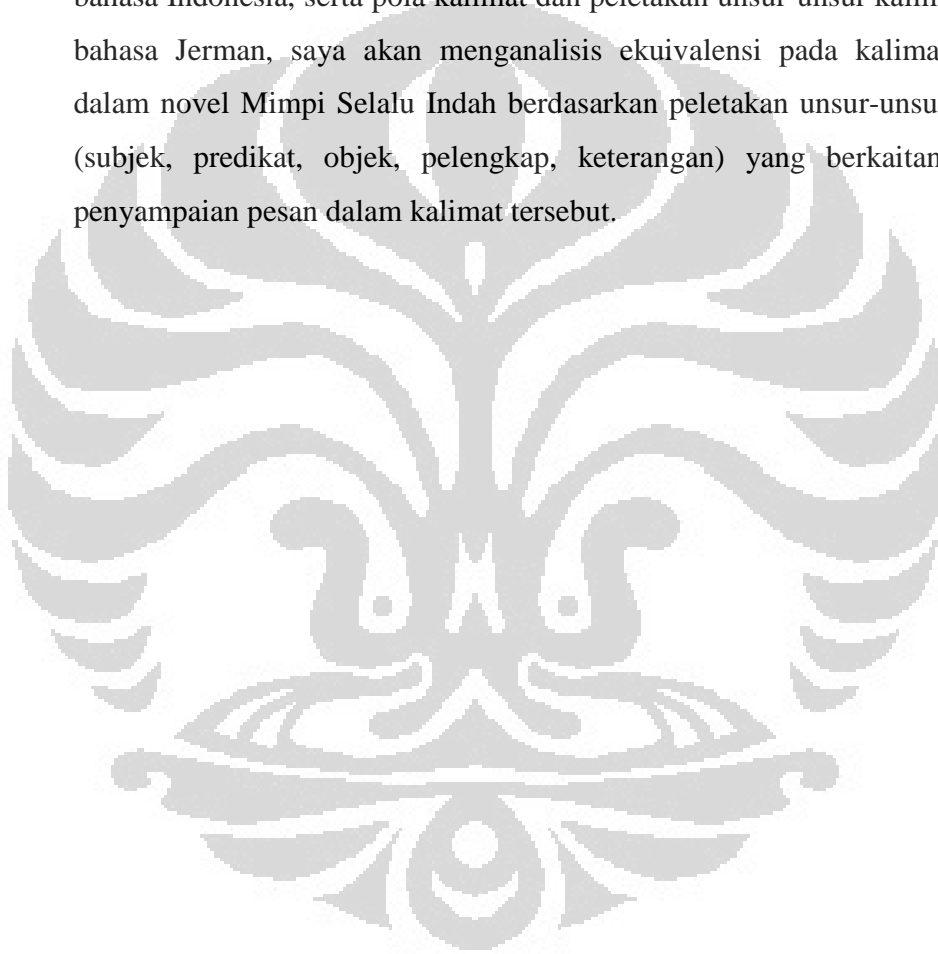 bahasa Indonesia, serta pola kalimat dan peletakan unsur-unsur kalim
bahasa Jerman, saya akan menganalisis ekuivalensi pada kalima
dalam novel Mimpi Selalu Indah berdasarkan peletakan unsur-unsu
(subjek, predikat, objek, pelengkap, keterangan) yang berkaitan
penyampaian pesan dalam kalimat tersebut.